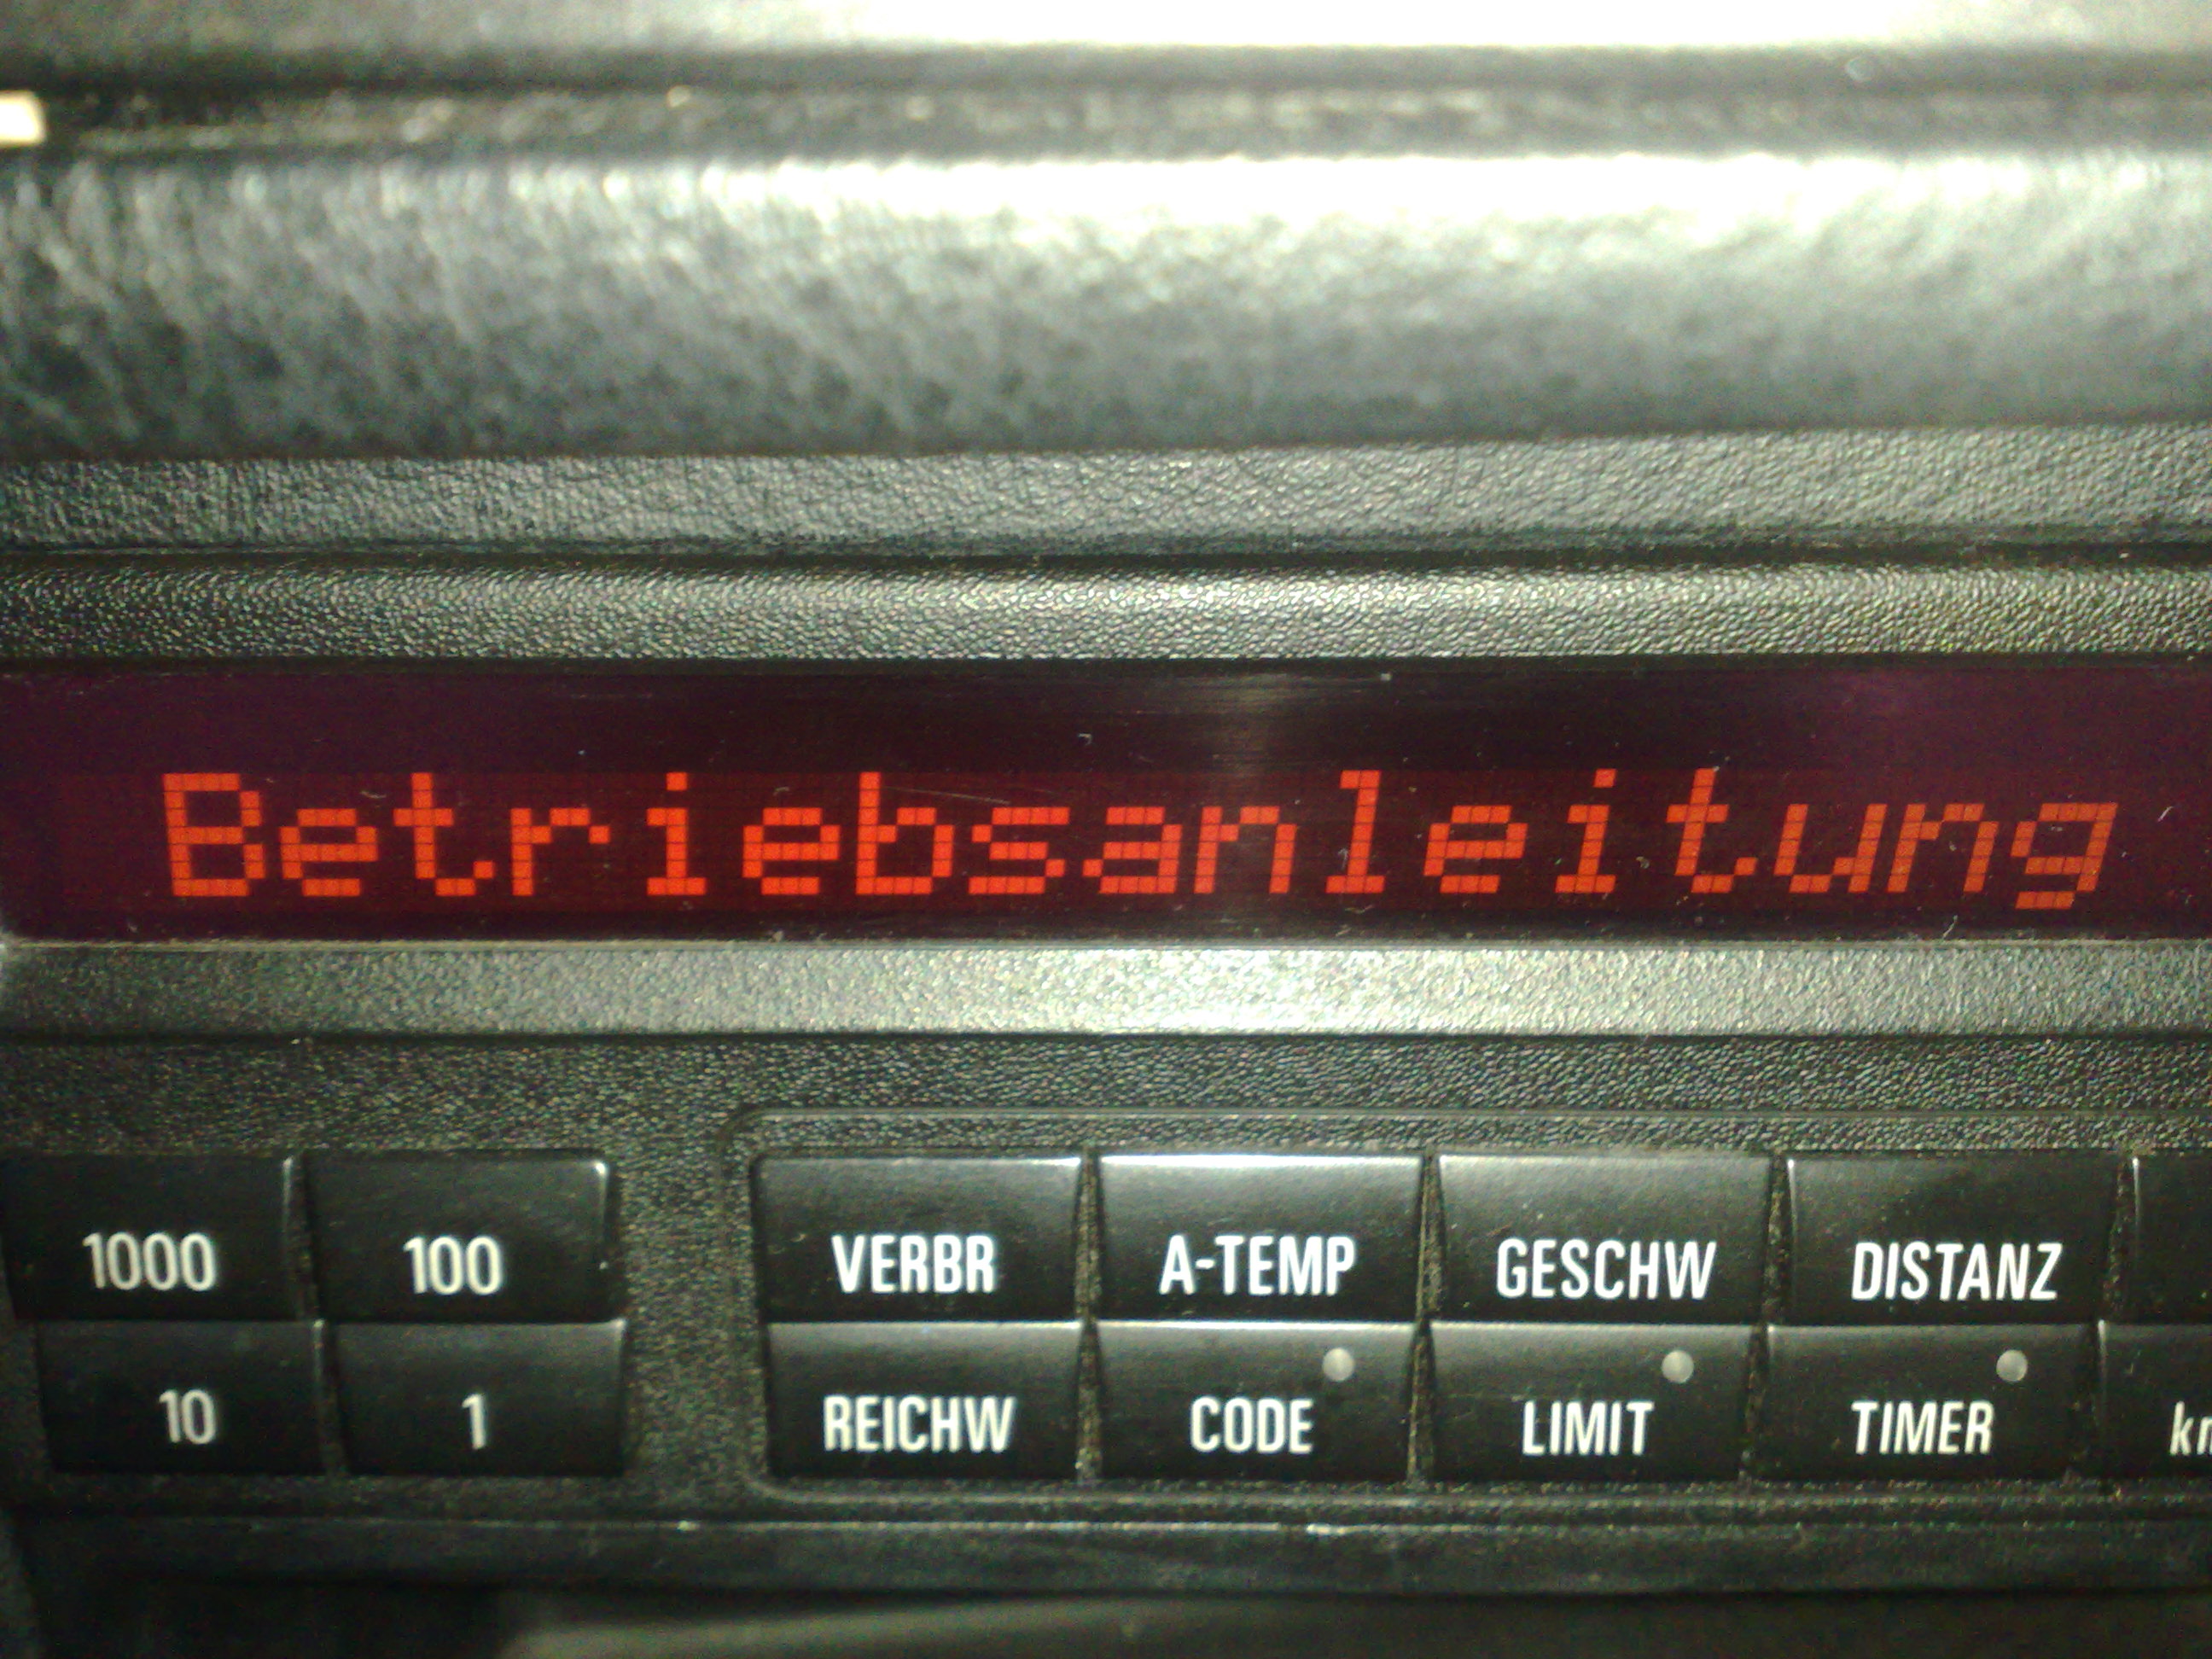 Betriebsanleitung
1000 100 VERBR A-TEMP GESCHW DISTANZ
10 1 REICHW CODE LIMIT TIMER